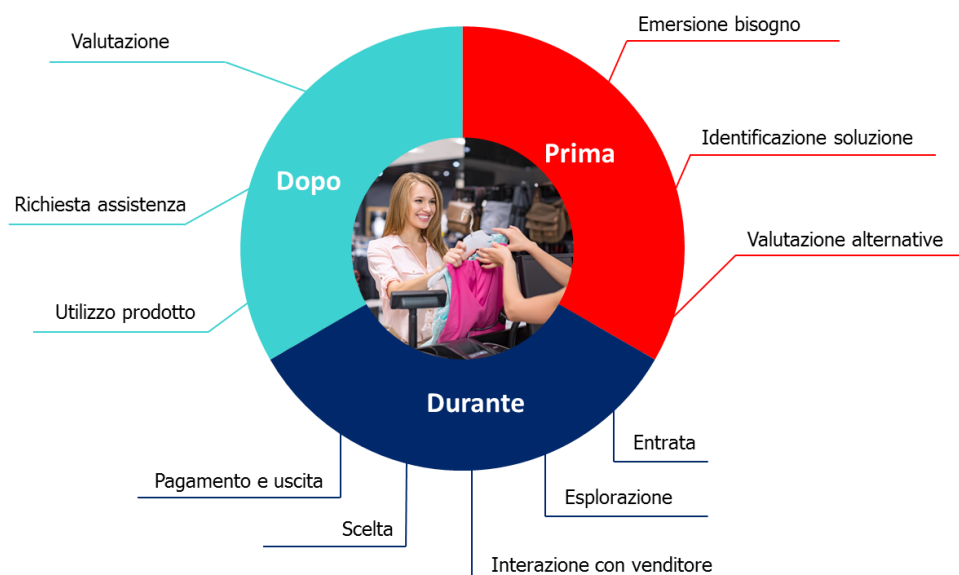 Prima
Emersione bisogno
Identificazione soluzione
Valutazione alternative
Durante
Entrata
Esplorazione
Interazione con venditore
Scelta
Pagamento e uscita
Dopo
Utilizzo prodotto
Richiesta assistenza
Valutazione